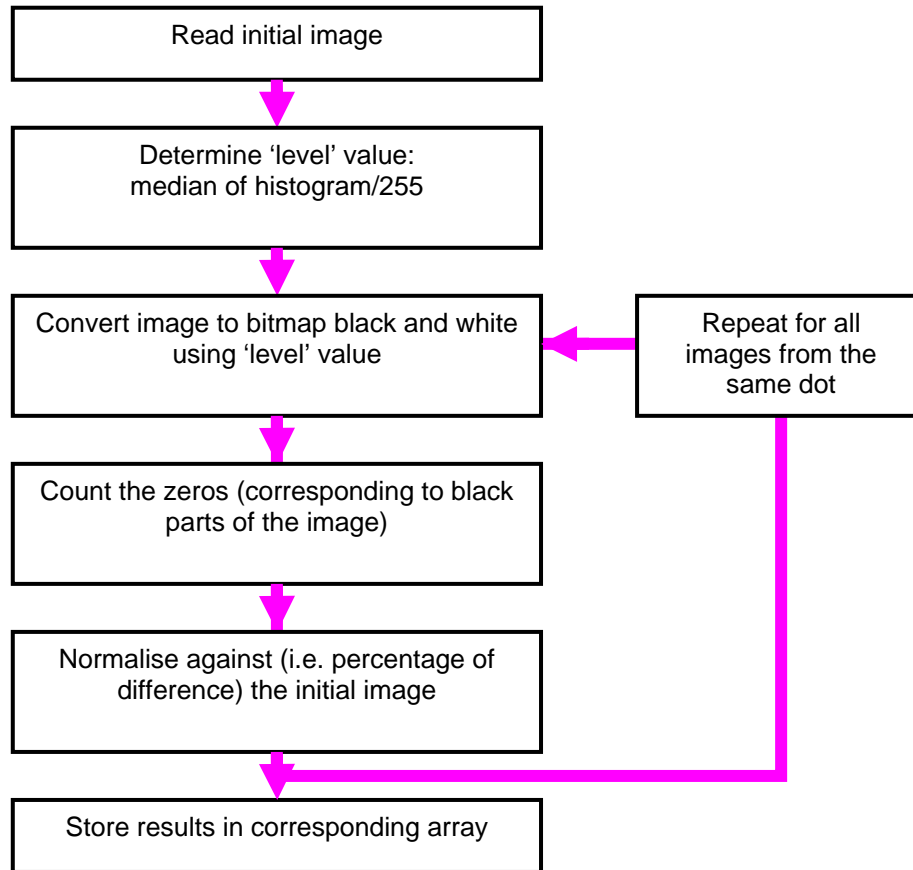 Read initial image
Determine ‘level’ value:
median of histogram/255
Convert image to bitmap black and white
using ‘level’ value
Repeat for all
images from the
same dot
Count the zeros (corresponding to black
parts of the image)
Normalise against (i.e. percentage of
difference) the initial image
Store results in corresponding array